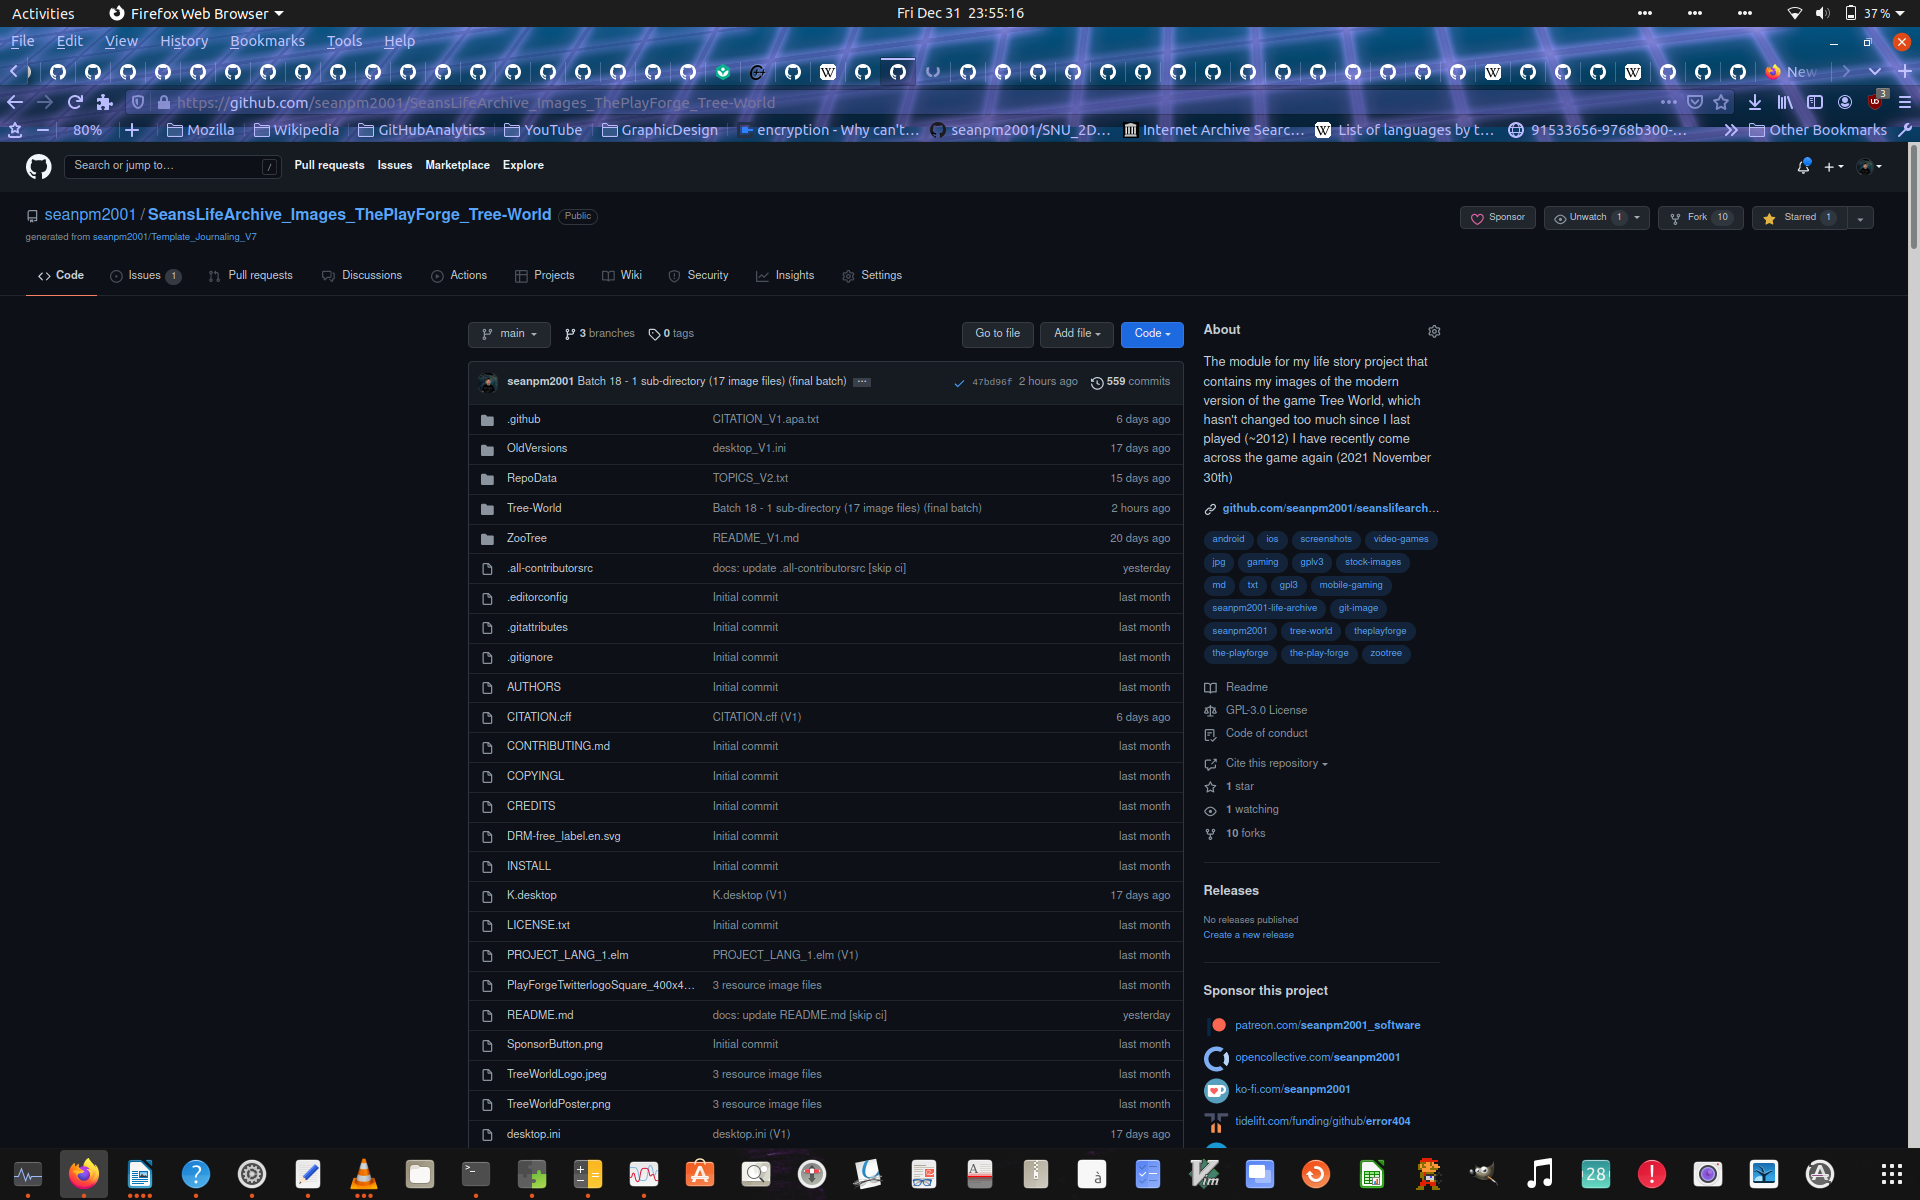 Activities
Firefox Web Browser
Fri Dec 31 23:55:16
37 %
File Edit View History Bookmarks Tools Help
New
https://github.com/seanpm2001/SeansLifeArchive_Images_ThePlayForge_Tree-World
3
80%
Mozilla
Wikipedia
GitHubAnalytics
YouTube
GraphicDesign
encryption - Why can't…
seanpm2001/SNU_2D…
Internet Archive Searc…
List of languages by t…
91533656-9768b300-…
Other Bookmarks
Search or jump to…
/
Pull requests Issues Marketplace Explore
seanpm2001 / SeansLifeArchive_Images_ThePlayForge_Tree-World Public
generated from seanpm2001/Template_Journaling_V7
Sponsor
Unwatch 1
Fork 10
Starred 1
Code
Issues 1
Pull requests
Discussions
Actions
Projects
Wiki
Security
Insights
Settings
main
3 branches
0 tags
Go to file
Add file
Code
seanpm2001 Batch 18 - 1 sub-directory (17 image files) (final batch) …
47bd96f 2 hours ago 559 commits
.github CITATION_V1.apa.txt 6 days ago
OldVersions desktop_V1.ini 17 days ago
RepoData TOPICS_V2.txt 15 days ago
Tree-World Batch 18 - 1 sub-directory (17 image files) (final batch) 2 hours ago
ZooTree README_V1.md 20 days ago
.all-contributorsrc docs: update .all-contributorsrc [skip ci] yesterday
.editorconfig Initial commit last month
.gitattributes Initial commit last month
.gitignore Initial commit last month
AUTHORS Initial commit last month
CITATION.cff CITATION.cff (V1) 6 days ago
CONTRIBUTING.md Initial commit last month
COPYINGL Initial commit last month
CREDITS Initial commit last month
DRM-free_label.en.svg Initial commit last month
INSTALL Initial commit last month
K.desktop K.desktop (V1) 17 days ago
LICENSE.txt Initial commit last month
PROJECT_LANG_1.elm PROJECT_LANG_1.elm (V1) last month
PlayForgeTwitterlogoSquare_400x4… 3 resource image files last month
README.md docs: update README.md [skip ci] yesterday
SponsorButton.png Initial commit last month
TreeWorldLogo.jpeg 3 resource image files last month
TreeWorldPoster.png 3 resource image files last month
desktop.ini desktop.ini (V1) 17 days ago
About
The module for my life story project that
contains my images of the modern
version of the game Tree World, which
hasn't changed too much since I last
played (~2012) I have recently come
across the game again (2021 November
30th)
github.com/seanpm2001/seanslifearch…
android ios screenshots video-games
jpg gaming gplv3 stock-images
md txt gpl3 mobile-gaming
seanpm2001-life-archive git-image
seanpm2001 tree-world theplayforge
the-playforge the-play-forge zootree
Readme
GPL-3.0 License
Code of conduct
Cite this repository
1 star
1 watching
10 forks
Releases
No releases published
Create a new release
Sponsor this project
patreon.com/seanpm2001_software
opencollective.com/seanpm2001
ko-fi.com/seanpm2001
tidelift.com/funding/github/error404
28